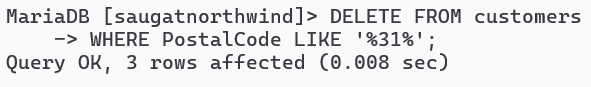 MariaDB [saugatnorthwind]> DELETE FROM customers
    -> WHERE PostalCode LIKE '%31%';
Query OK, 3 rows affected (0.008 sec)